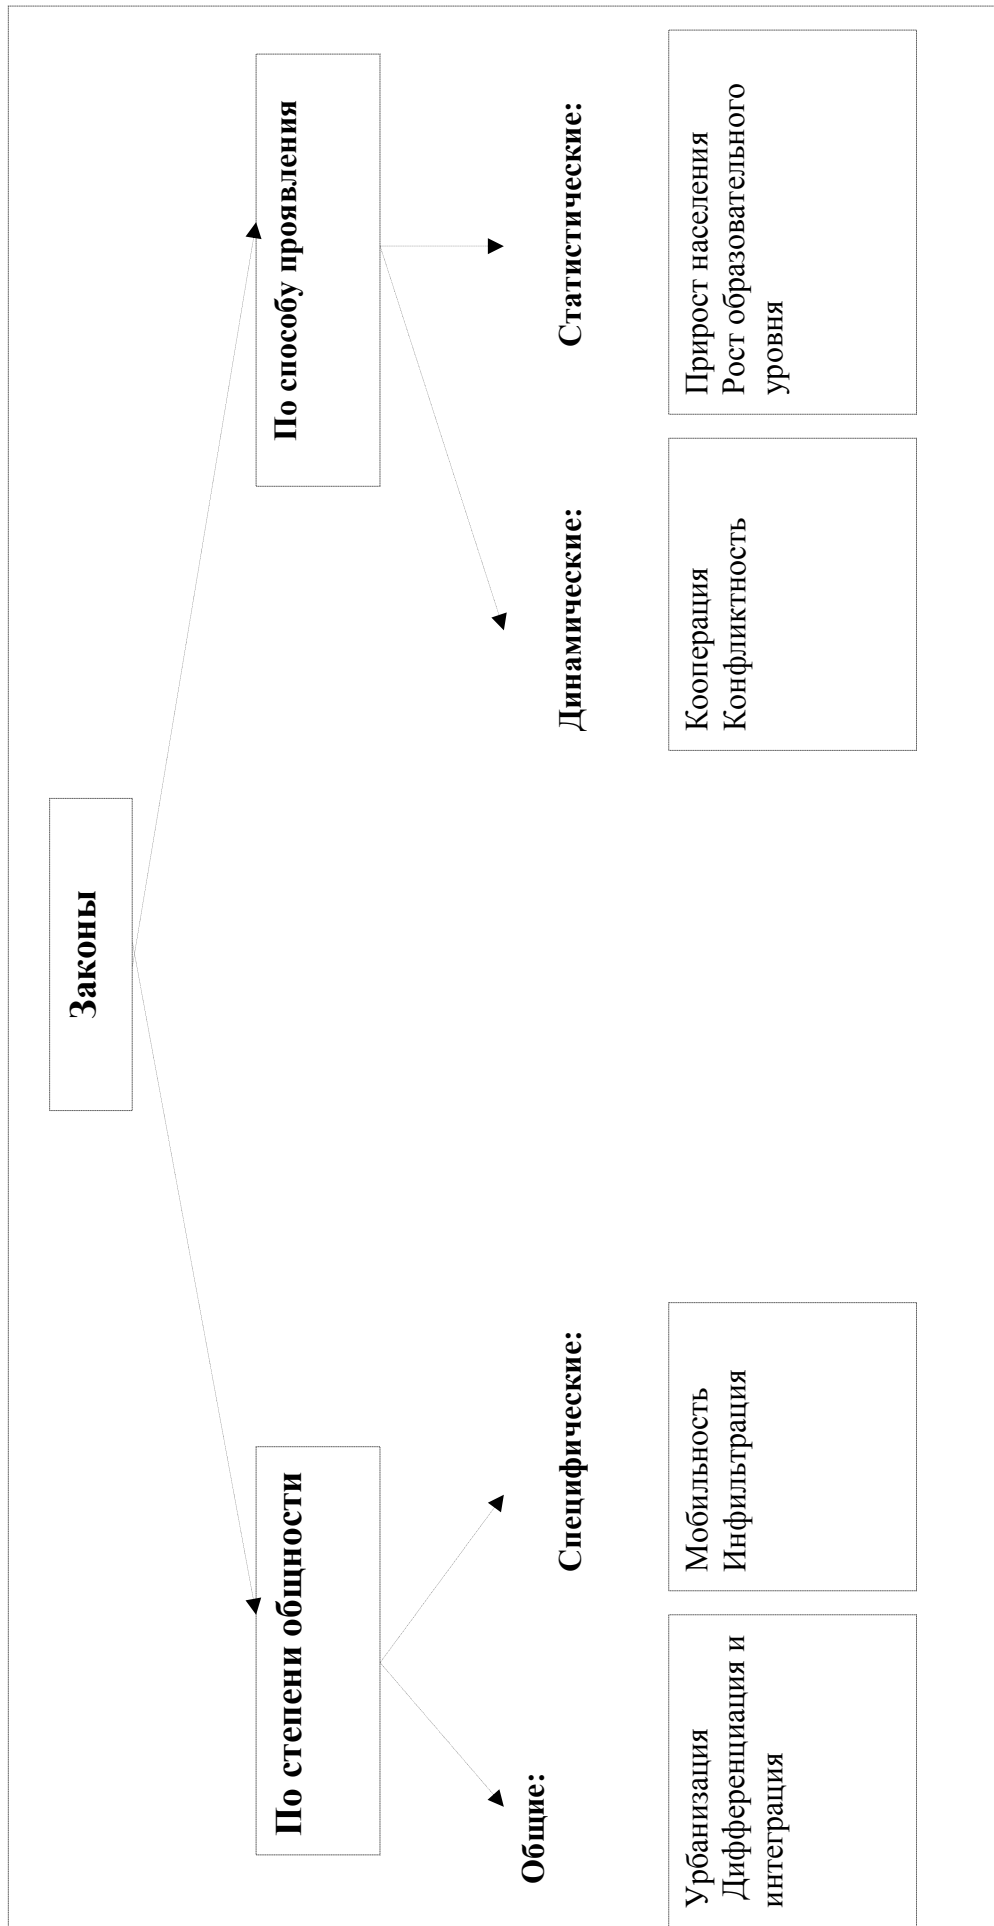 Законы
По степени общности
По способу проявления
Общие:
Специфические:
Динамические:
Статистические:
Урбанизация
Дифференциация и
интеграция
Мобильность
Инфильтрация
Кооперация
Конфликтность
Прирост населения
Рост образовательного
уровня